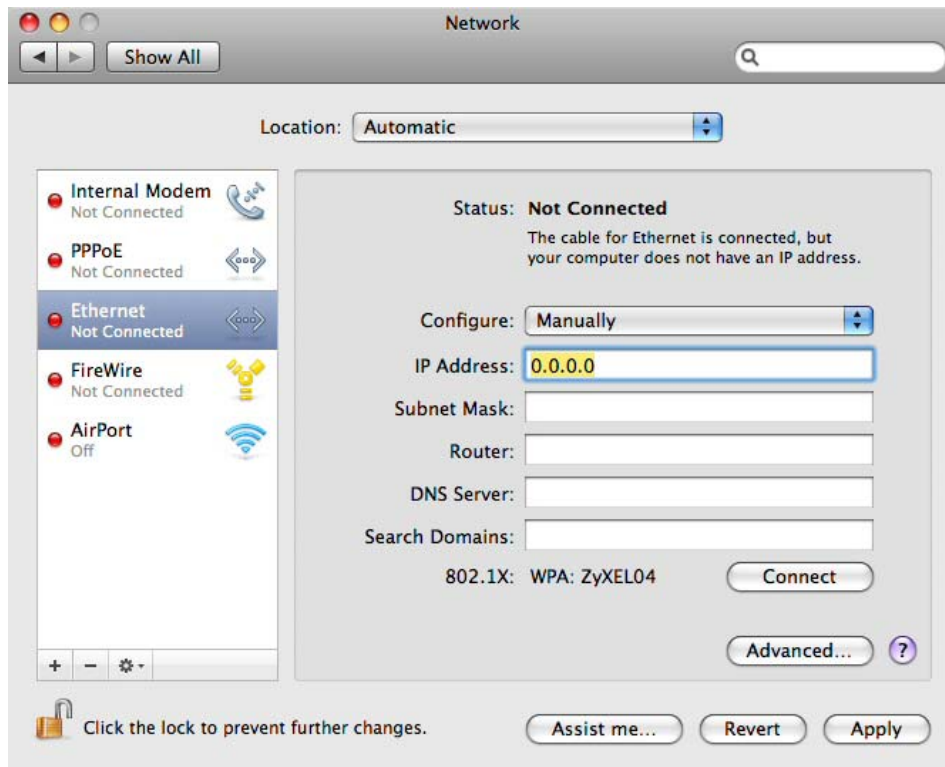 Network
Show All
Location: Automatic
Internal Modem
Not Connected
PPPoE
Not Connected
Ethernet
Not Connected
FireWire
Not Connected
AirPort
Off
Status: Not Connected
The cable for Ethernet is connected, but
your computer does not have an IP address.
Configure: Manually
IP Address: 0.0.0.0
Subnet Mask:
Router:
DNS Server:
Search Domains:
802.1X: WPA: ZyXEL04 Connect
Advanced... ?
+ −
Click the lock to prevent further changes.
Assist me... Revert Apply